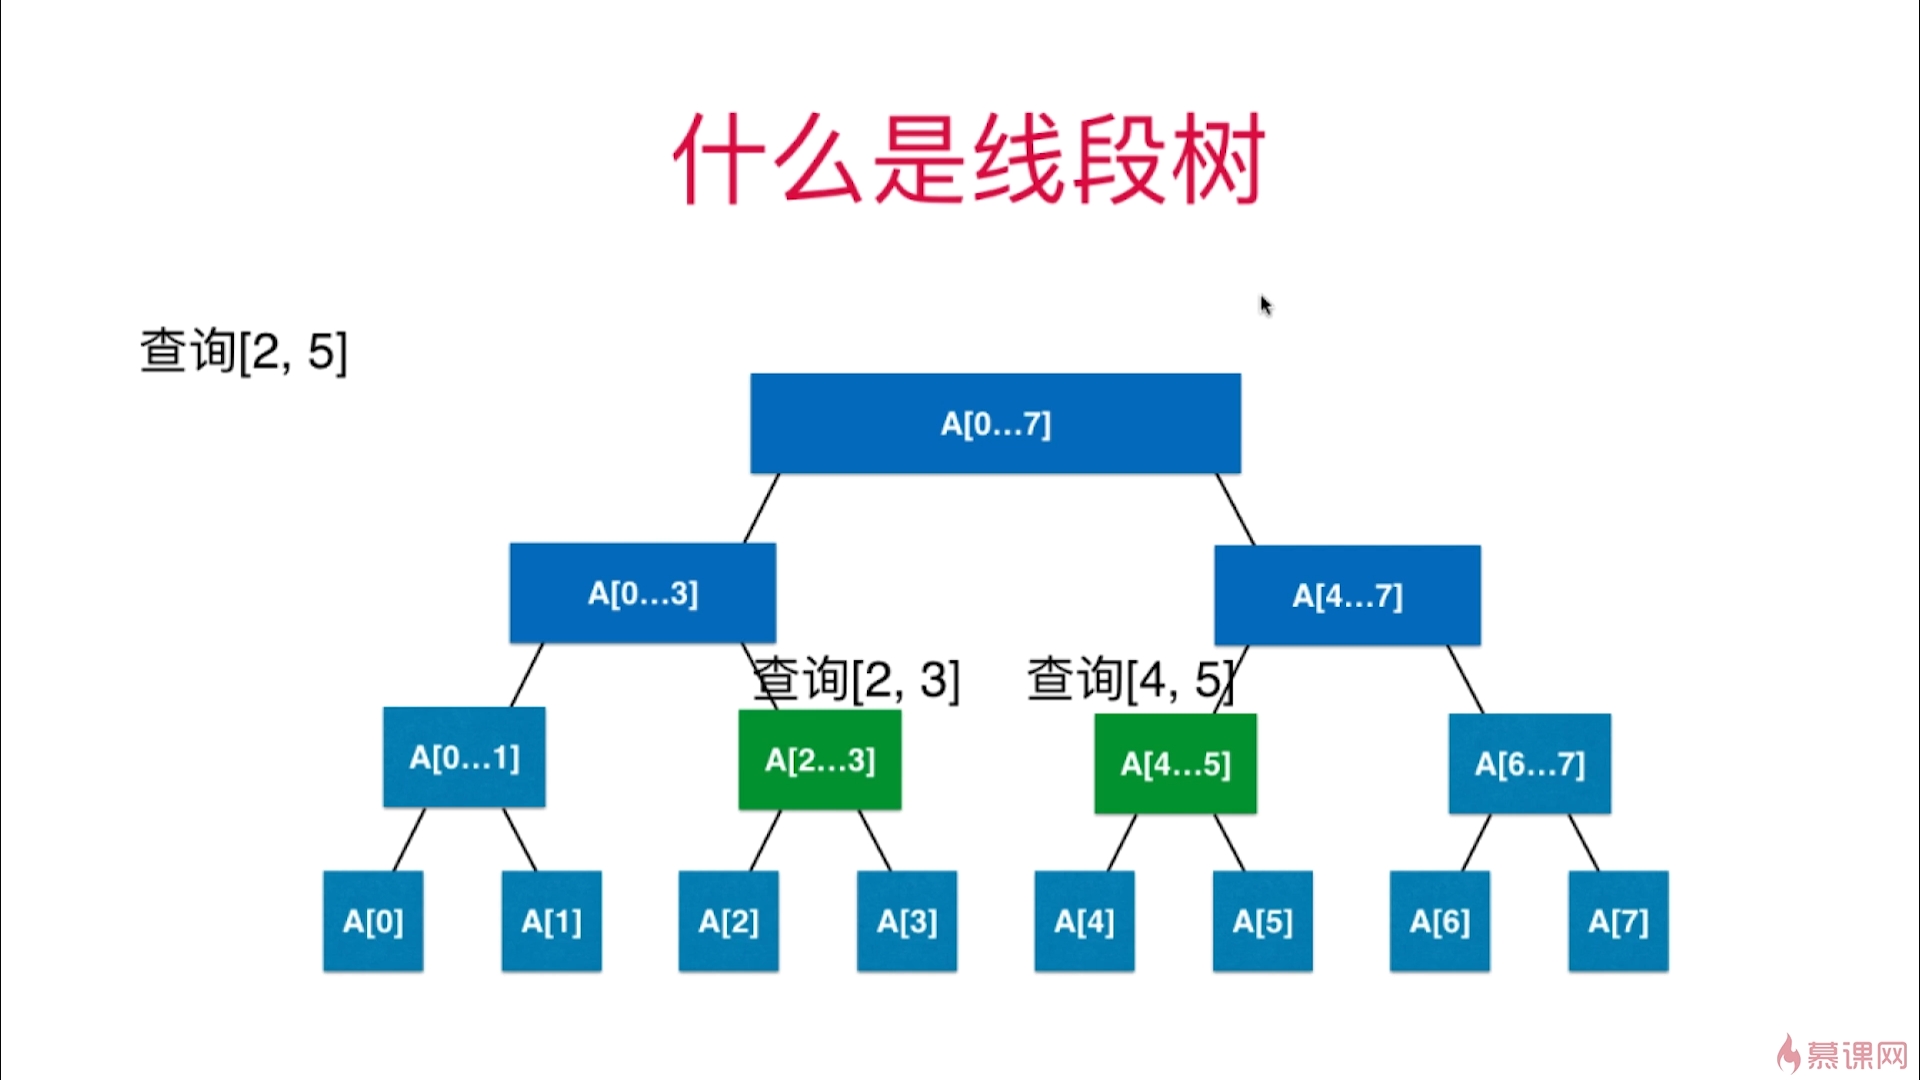 什么是线段树
查询[2, 5]
A[0...7]
A[0...3]
A[4...7]
查询[2, 3]
查询[4, 5]
A[0...1]
A[2...3]
A[4...5]
A[6...7]
A[0]
A[1]
A[2]
A[3]
A[4]
A[5]
A[6]
A[7]
慕课网